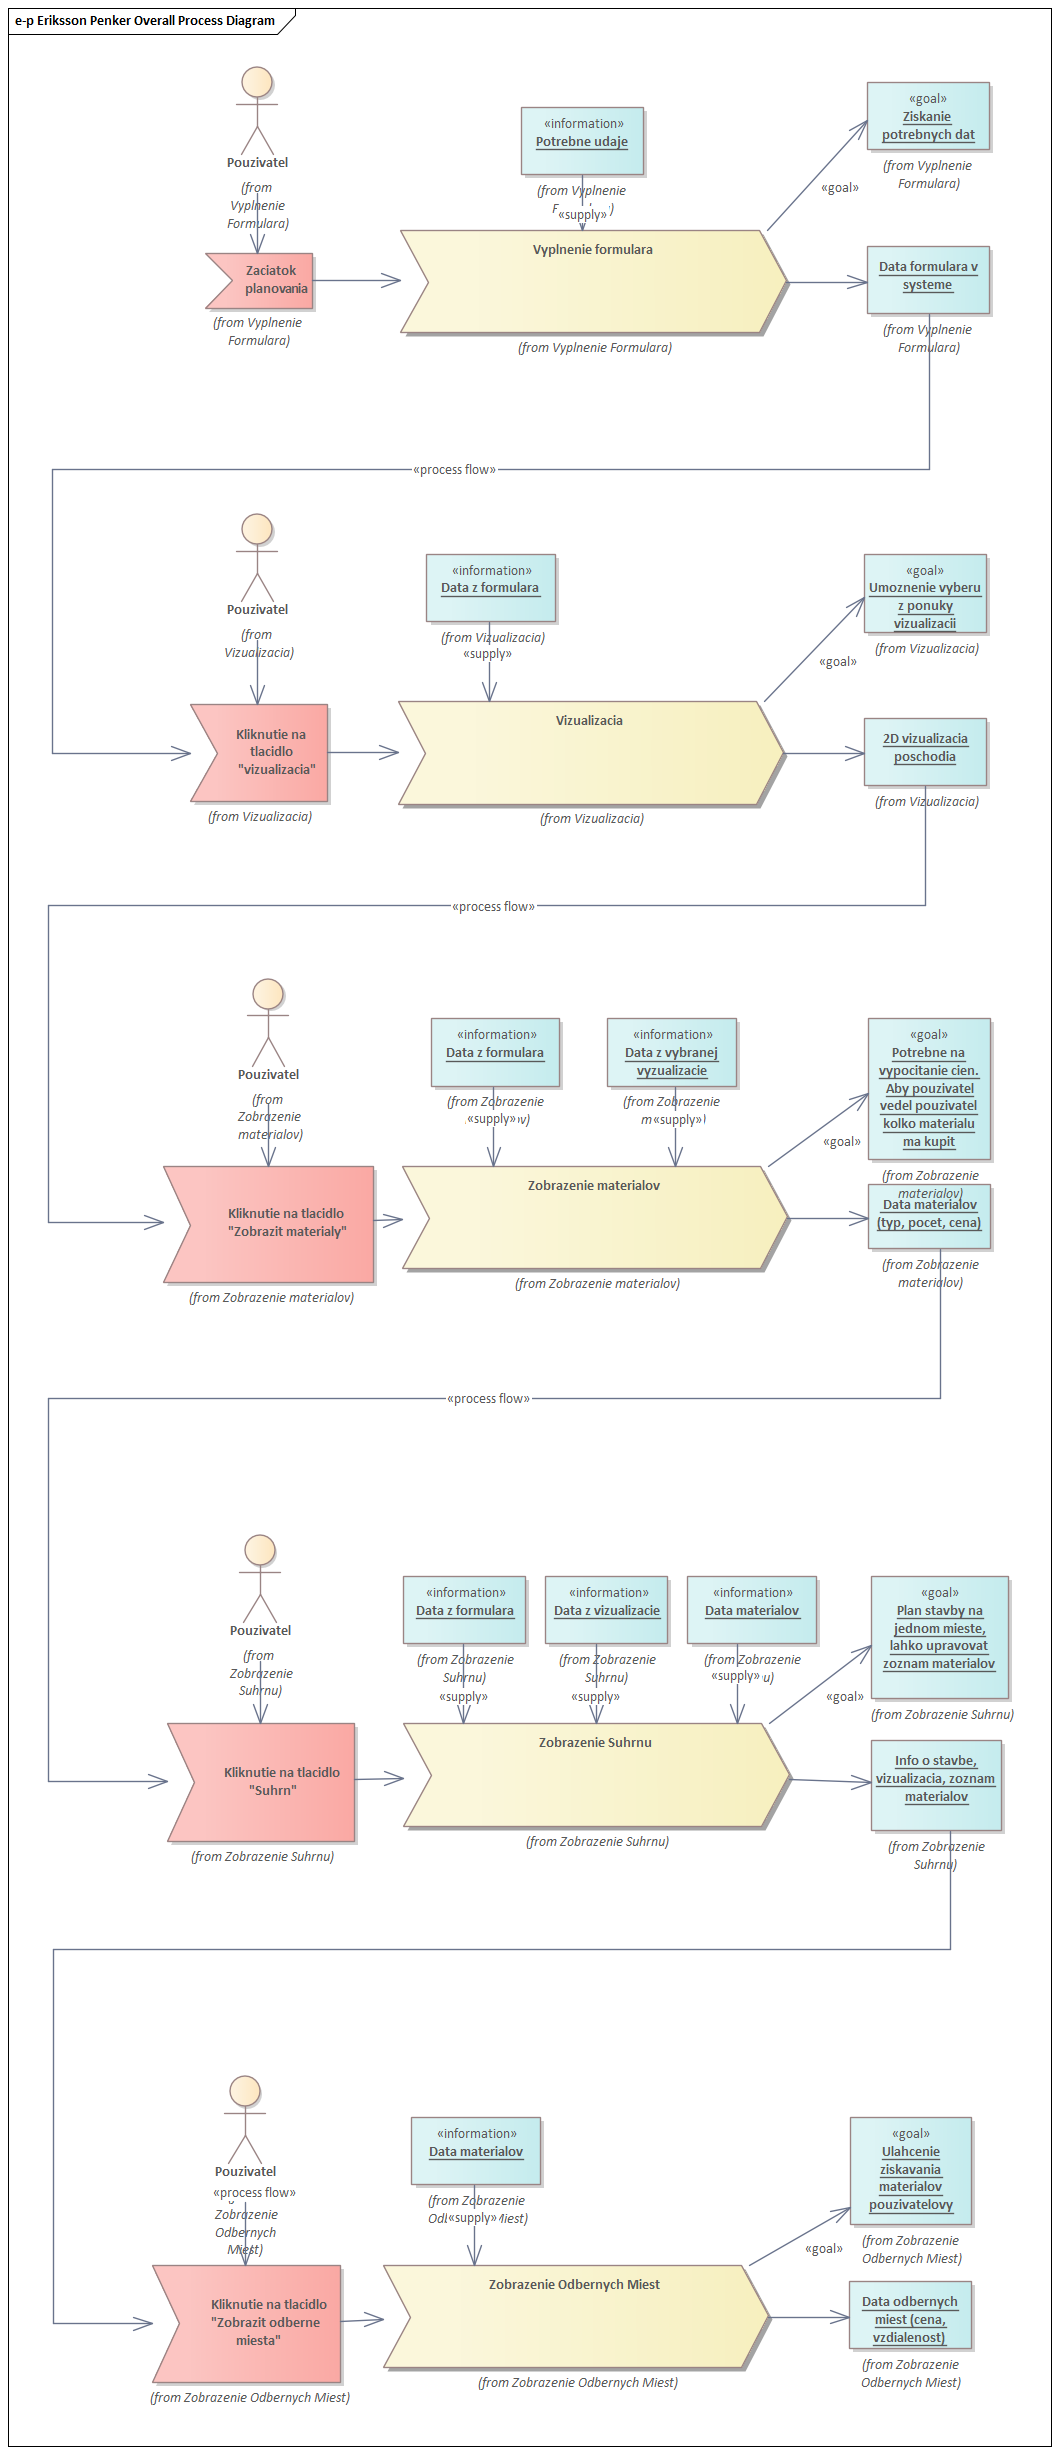 e-p Eriksson Penker Overall Process Diagram
Pouzivatel
(from
Vyplnenie
Formulara)
«information»
Potrebne udaje
(from Vyplnenie
«supply»
«goal»
Ziskanie
potrebnych dat
(from Vyplnenie
Formulara)
«goal»
Zaciatok
planovania
(from Vyplnenie
Formulara)
Vyplnenie formulara
(from Vyplnenie Formulara)
Data formulara v
systeme
(from Vyplnenie
Formulara)
«process flow»
Pouzivatel
(from
Vizualizacia)
«information»
Data z formulara
(from Vizualizacia)
«supply»
«goal»
Umoznenie vyberu
z ponuky
vizualizacii
(from Vizualizacia)
«goal»
Kliknutie na
tlacidlo
"vizualizacia"
(from Vizualizacia)
Vizualizacia
(from Vizualizacia)
2D vizualizacia
poschodia
(from Vizualizacia)
«process flow»
Pouzivatel
(from
Zobrazenie
materialov)
«information»
Data z formulara
(from Zobrazenie
«supply»
«information»
Data z vybranej
vyzualizacie
(from Zobrazenie
«supply»
«goal»
Potrebne na
vypocitanie cien.
Aby pouzivatel
vedel pouzivatel
kolko materialu
ma kupit
(from Zobrazenie
materialov)
«goal»
Kliknutie na tlacidlo
"Zobrazit materialy"
(from Zobrazenie materialov)
Zobrazenie materialov
(from Zobrazenie materialov)
Data materialov
(typ, pocet, cena)
(from Zobrazenie
materialov)
«process flow»
Pouzivatel
(from
Zobrazenie
Suhrnu)
«information»
Data z formulara
(from Zobrazenie
Suhrnu)
«supply»
«information»
Data z vizualizacie
(from Zobrazenie
Suhrnu)
«supply»
«information»
Data materialov
(from Zobrazenie
«supply»
«goal»
Plan stavby na
jednom mieste,
lahko upravovat
zoznam materialov
(from Zobrazenie Suhrnu)
«goal»
Kliknutie na tlacidlo
"Suhrn"
(from Zobrazenie Suhrnu)
Zobrazenie Suhrnu
(from Zobrazenie Suhrnu)
Info o stavbe,
vizualizacia, zoznam
materialov
(from Zobrazenie
Suhrnu)
Pouzivatel
«process flow»
Zobrazenie
Odbernych
Miest)
«information»
Data materialov
(from Zobrazenie
«supply»
«goal»
Ulahcenie
ziskavania
materialov
pouzivatelovy
(from Zobrazenie
Odbernych Miest)
«goal»
Kliknutie na tlacidlo
"Zobrazit odberne
miesta"
(from Zobrazenie Odbernych Miest)
Zobrazenie Odbernych Miest
(from Zobrazenie Odbernych Miest)
Data odbernych
miest (cena,
vzdialenost)
(from Zobrazenie
Odbernych Miest)